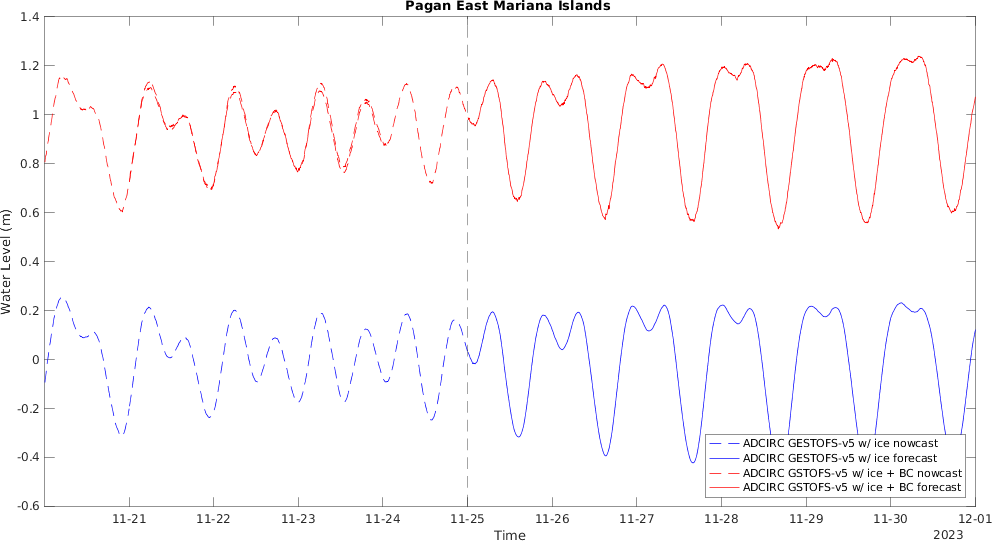 Pagan East Mariana Islands
1.4
1.2
1
0.8
0.6
0.4
0.2
0
-0.2
-0.4
-0.6
Water Level (m)
ADCIRC GESTOFS-v5 w/ ice nowcast
ADCIRC GESTOFS-v5 w/ ice forecast
ADCIRC GSTOFS-v5 w/ ice + BC nowcast
ADCIRC GSTOFS-v5 w/ ice + BC forecast
11-21 11-22 11-23 11-24 11-25 11-26 11-27 11-28 11-29 11-30 12-01
Time
2023